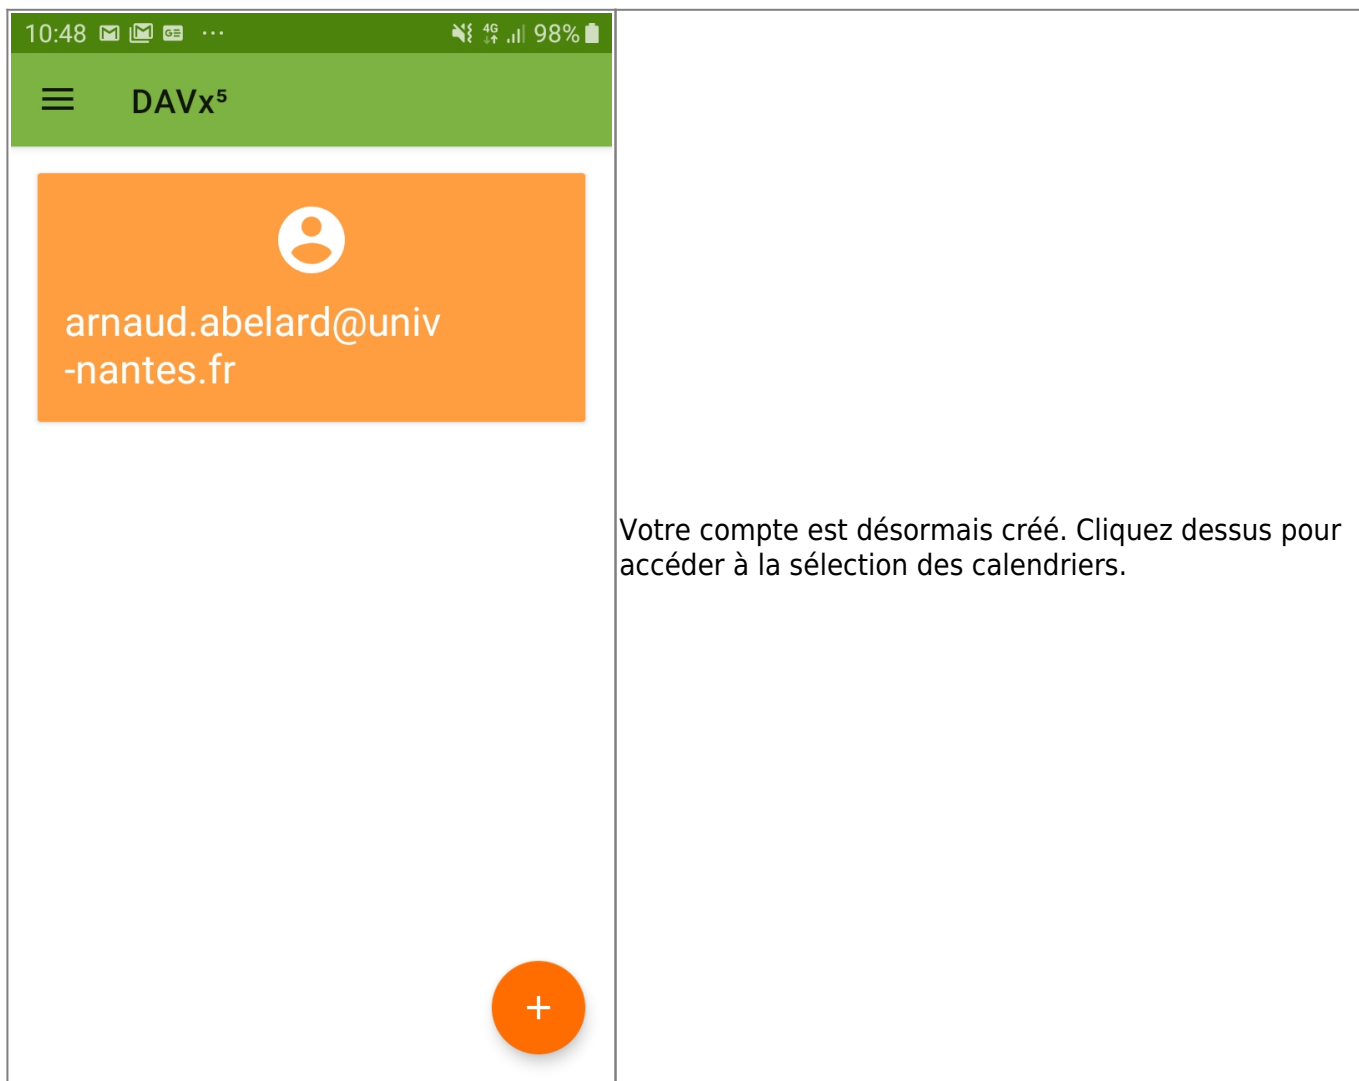 10:48 ··· 4G 98%
DAVx⁵
arnaud.abelard@univ
-nantes.fr
Votre compte est désormais créé. Cliquez dessus pour
accéder à la sélection des calendriers.
+